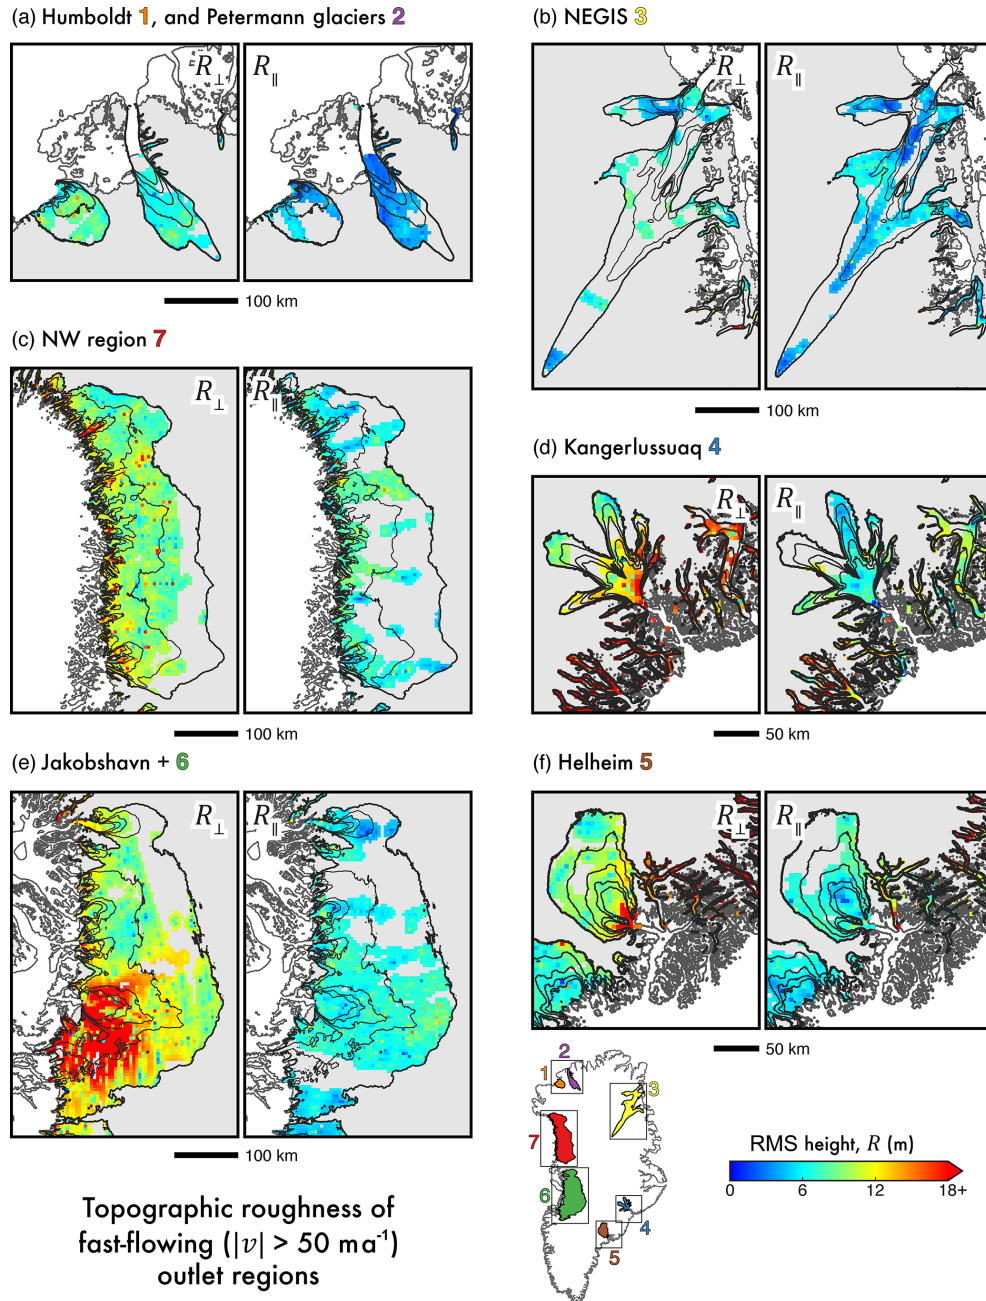 (a) Humboldt 1, and Petermann glaciers 2
R⊥
R∥
100 km
(b) NEGIS 3
R⊥
R∥
100 km
(c) NW region 7
R⊥
R∥
100 km
(d) Kangerlussuaq 4
R⊥
R∥
50 km
(e) Jakobshavn + 6
R⊥
R∥
100 km
(f) Helheim 5
R⊥
R∥
50 km
2
1
3
7
6
4
5
RMS height, R (m)
0 6 12 18+
Topographic roughness of
fast-flowing (|v| > 50 m a⁻¹)
outlet regions